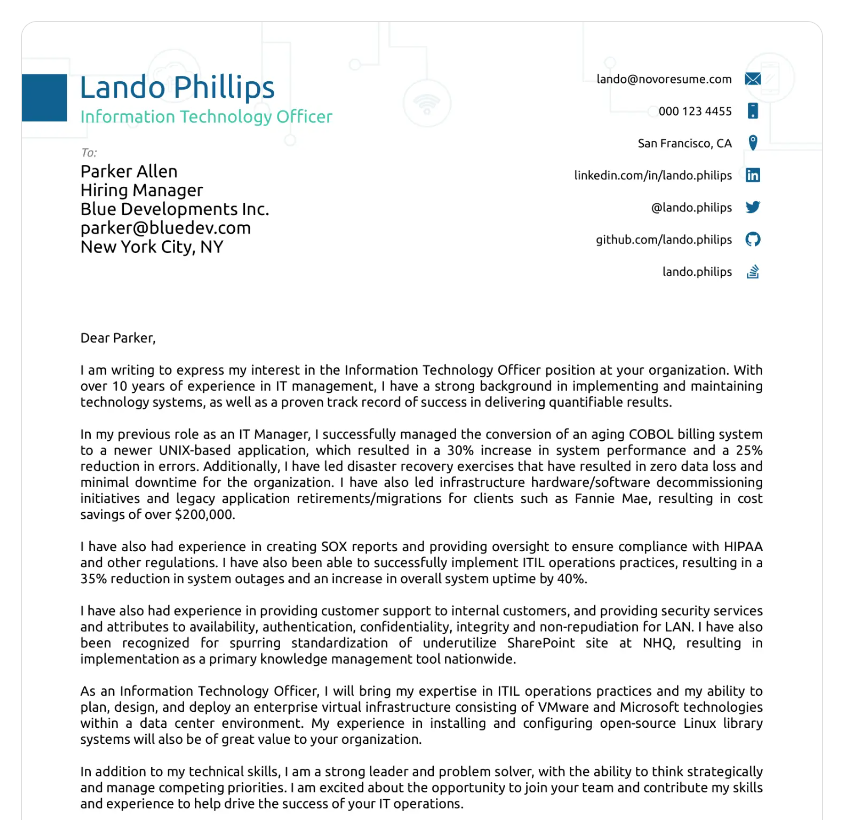 Lando Phillips
Information Technology Officer
To:
Parker Allen
Hiring Manager
Blue Developments Inc.
parker@bluedev.com
New York City, NY
lando@novoresume.com
000 123 4455
San Francisco, CA
linkedin.com/in/lando.philips
@lando.philips
github.com/lando.philips
lando.philips
Dear Parker,
I am writing to express my interest in the Information Technology Officer position at your organization. With
over 10 years of experience in IT management, I have a strong background in implementing and maintaining
technology systems, as well as a proven track record of success in delivering quantifiable results.
In my previous role as an IT Manager, I successfully managed the conversion of an aging COBOL billing system
to a newer UNIX-based application, which resulted in a 30% increase in system performance and a 25%
reduction in errors. Additionally, I have led disaster recovery exercises that have resulted in zero data loss and
minimal downtime for the organization. I have also led infrastructure hardware/software decommissioning
initiatives and legacy application retirements/migrations for clients such as Fannie Mae, resulting in cost
savings of over $200,000.
I have also had experience in creating SOX reports and providing oversight to ensure compliance with HIPAA
and other regulations. I have also been able to successfully implement ITIL operations practices, resulting in a
35% reduction in system outages and an increase in overall system uptime by 40%.
I have also had experience in providing customer support to internal customers, and providing security services
and attributes to availability, authentication, confidentiality, integrity and non-repudiation for LAN. I have also
been recognized for spurring standardization of underutilize SharePoint site at NHQ, resulting in
implementation as a primary knowledge management tool nationwide.
As an Information Technology Officer, I will bring my expertise in ITIL operations practices and my ability to
plan, design, and deploy an enterprise virtual infrastructure consisting of VMware and Microsoft technologies
within a data center environment. My experience in installing and configuring open-source Linux library
systems will also be of great value to your organization.
In addition to my technical skills, I am a strong leader and problem solver, with the ability to think strategically
and manage competing priorities. I am excited about the opportunity to join your team and contribute my skills
and experience to help drive the success of your IT operations.